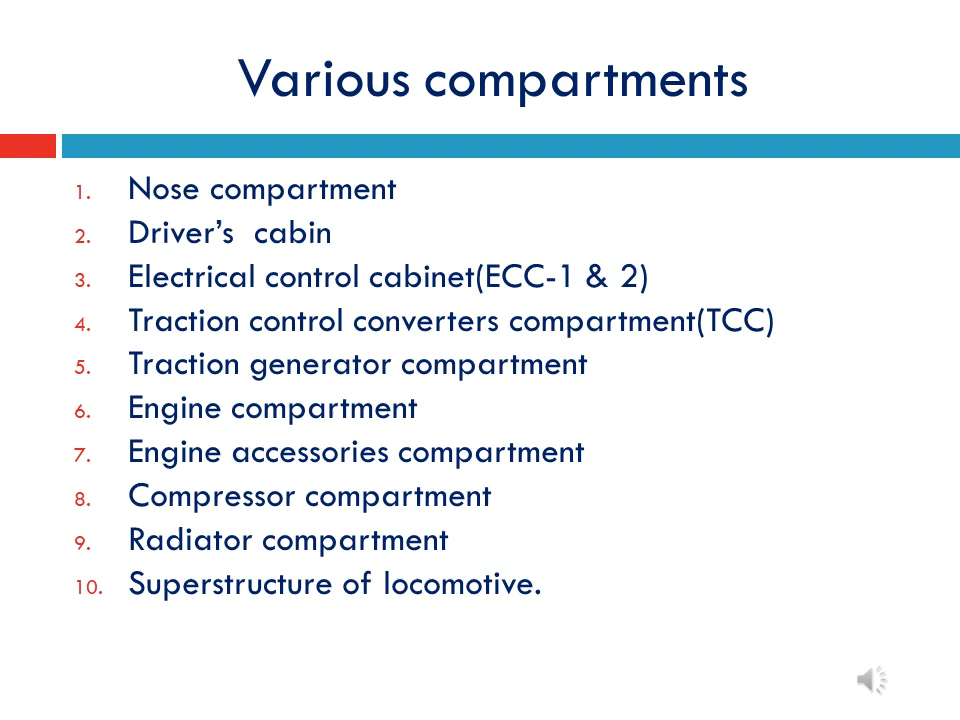 Various compartments
1. Nose compartment
2. Driver’s  cabin
3. Electrical control cabinet(ECC-1 & 2)
4. Traction control converters compartment(TCC)
5. Traction generator compartment
6. Engine compartment
7. Engine accessories compartment
8. Compressor compartment
9. Radiator compartment
10. Superstructure of locomotive.